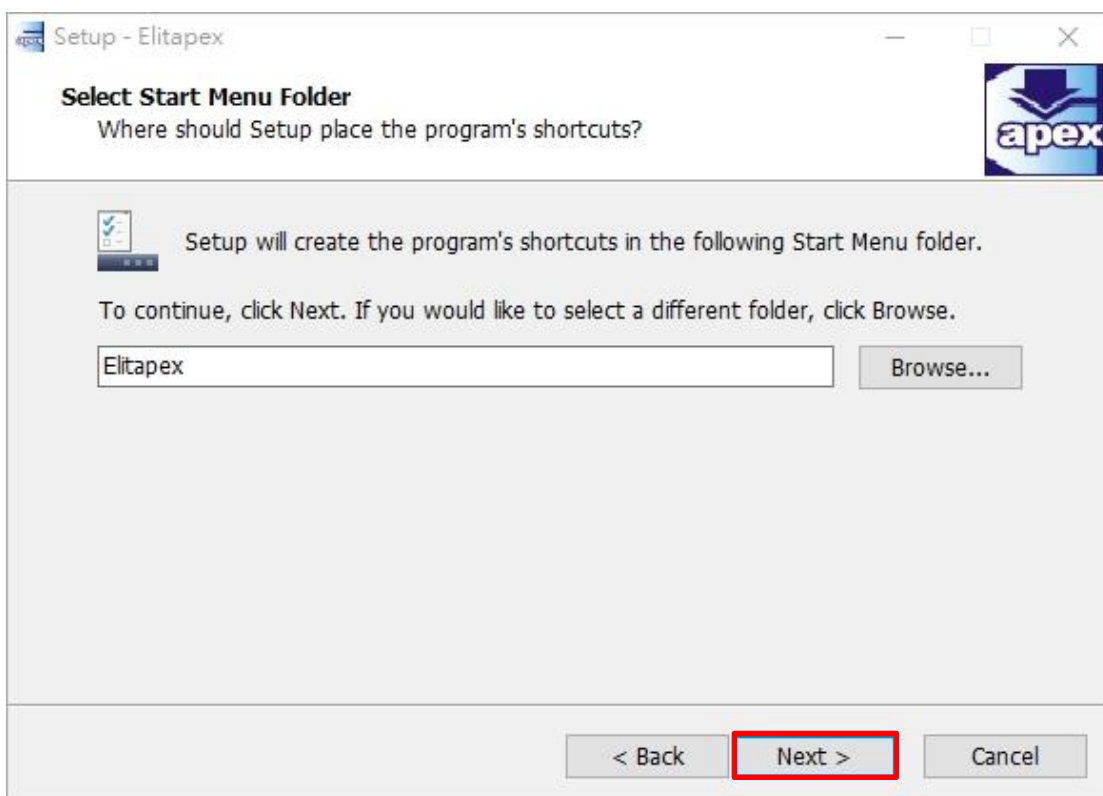 Setup - Elitapex
Select Start Menu Folder
Where should Setup place the program's shortcuts?
apex
Setup will create the program's shortcuts in the following Start Menu folder.
To continue, click Next. If you would like to select a different folder, click Browse.
Elitapex
Browse...
< Back
Next >
Cancel